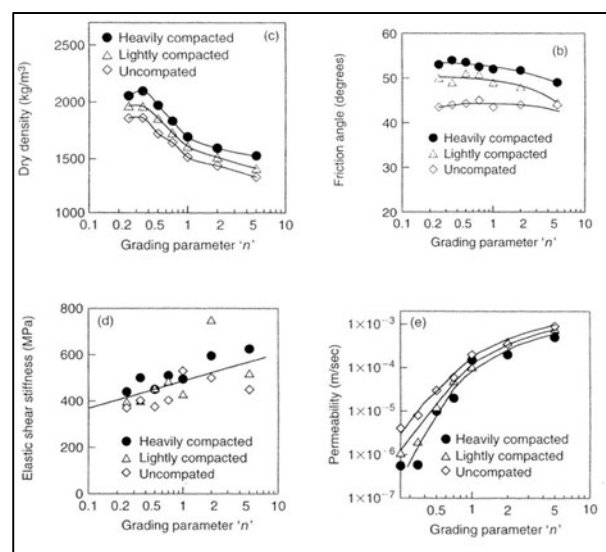 2500
2000
1500
1000
Dry density (kg/m³)
(c)
Heavily compacted
Lightly compacted
Uncompated
0.1 0.2 0.5 1 2 5 10
Grading parameter 'n'
60
50
40
30
20
Friction angle (degrees)
(b)
Heavily compacted
Lightly compacted
Uncompated
0.1 0.2 0.5 1 2 5 10
Grading parameter 'n'
800
600
400
200
0
Elastic shear stiffness (MPa)
(d)
Heavily compacted
Lightly compacted
Uncompated
0.1 0.2 0.5 1 2 5 10
Grading parameter 'n'
1×10⁻³
1×10⁻⁴
1×10⁻⁵
1×10⁻⁶
1×10⁻⁷
Permeability (m/sec)
(e)
Heavily compacted
Lightly compacted
Uncompated
0.5 1 2 5 10
Grading parameter 'n'